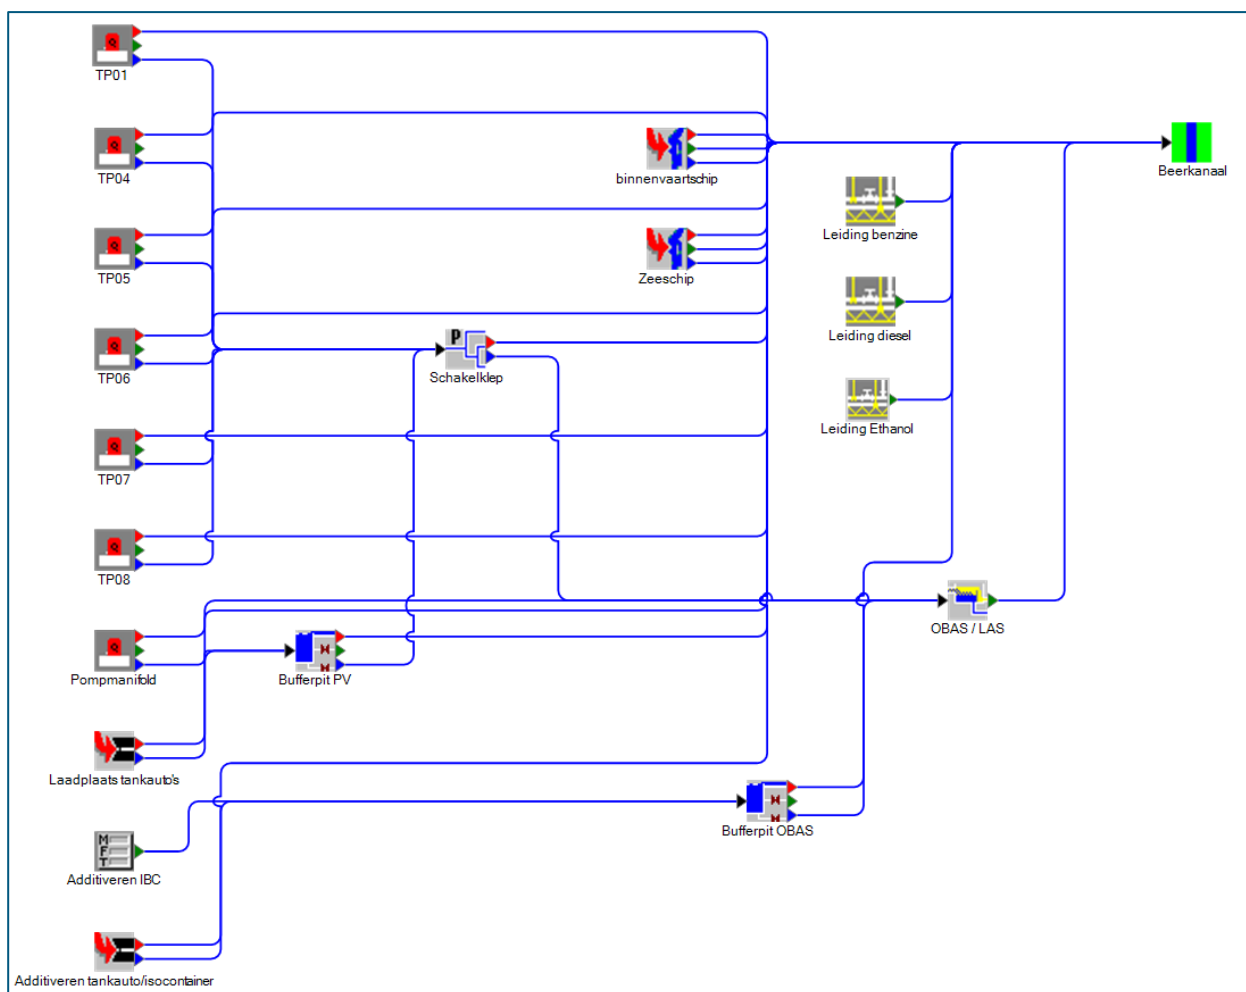 TP01
TP04
binnenvaartschip
Beerkanaal
Leiding benzine
TP05
Zeeschip
Leiding diesel
P
TP06
Schakelklep
Leiding Ethanol
TP07
TP08
OBAS / LAS
Pompmanifold
Bufferpit PV
Laadplaats tankauto's
Bufferpit OBAS
M
F
T
Additiveren IBC
Additiveren tankauto/isocontainer